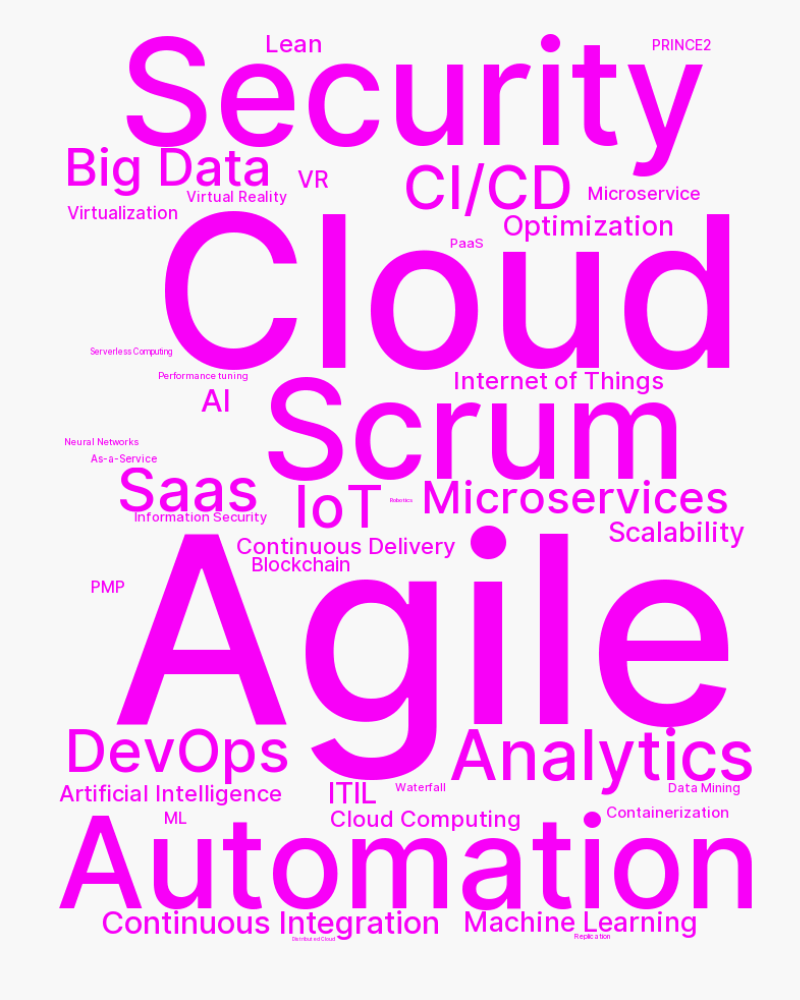 Lean
PRINCE2
Security
Big Data
VR
CI/CD
Microservice
Virtual Reality
Virtualization
Optimization
PaaS
Cloud
Serverless Computing
Performance tuning
Internet of Things
AI
Scrum
Neural Networks
As-a-Service
Saas
IoT
Robotics
Microservices
Information Security
Scalability
Continuous Delivery
Blockchain
PMP
Agile
DevOps
Analytics
Artificial Intelligence
ITIL
Waterfall
Data Mining
ML
Cloud Computing
Containerization
Automation
Continuous Integration
Machine Learning
Distributed Cloud
Replication